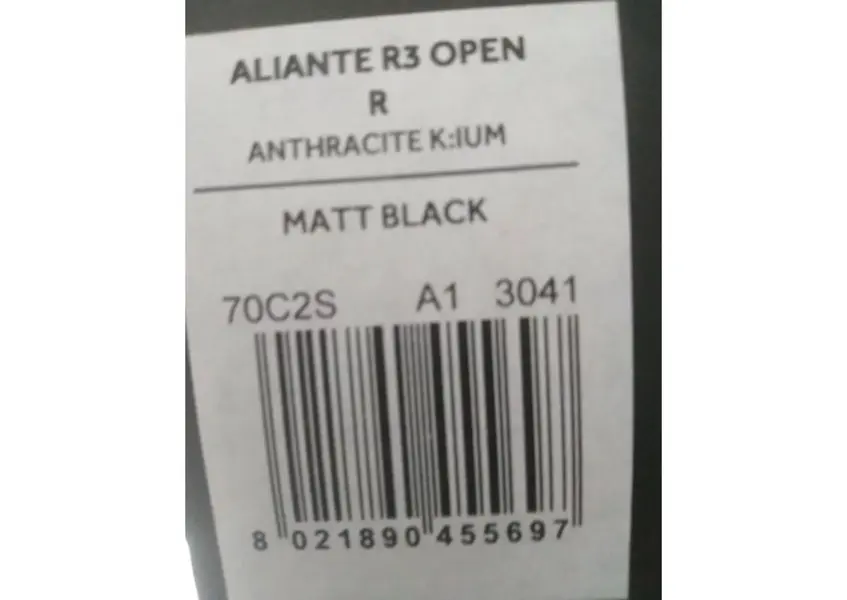 ALIANTE R3 OPEN
R
ANTHRACITE K:IUM
MATT BLACK
70C2S A1 3041
8 021890 455697